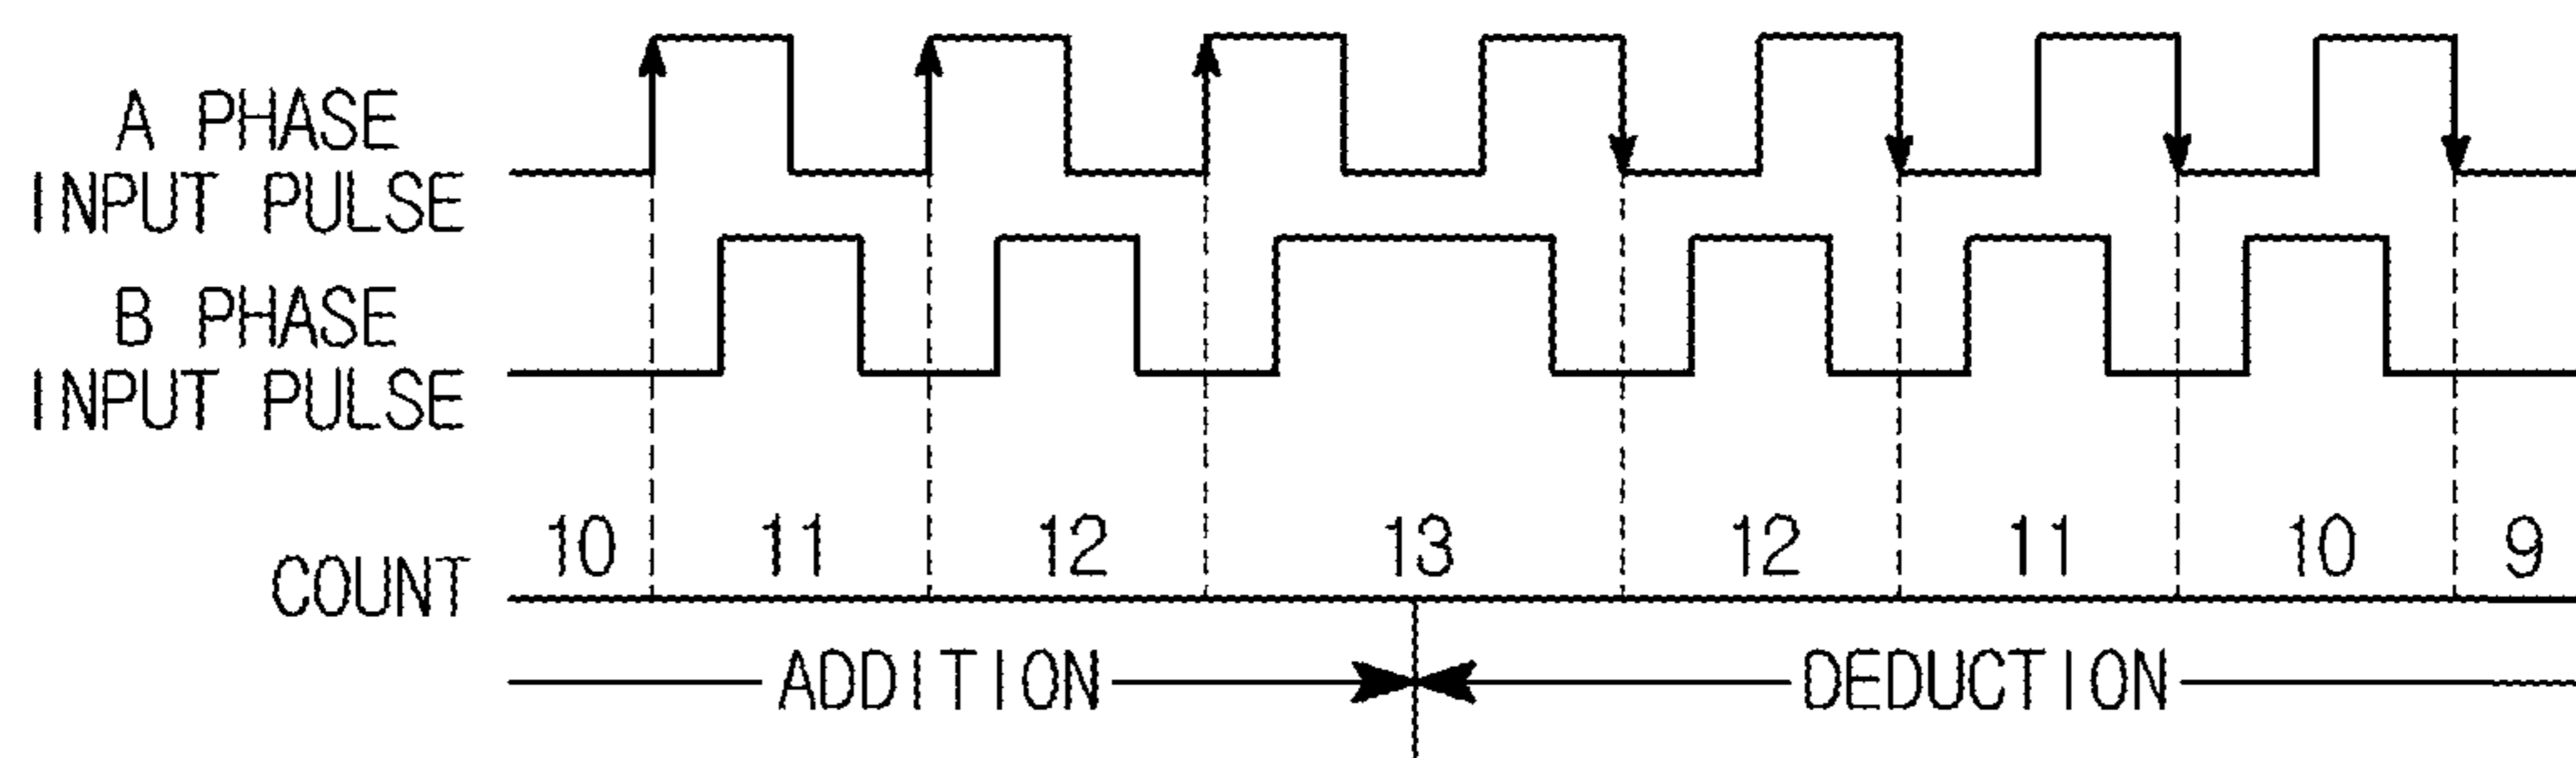 A PHASE
INPUT PULSE
B PHASE
INPUT PULSE
COUNT 10 11 12 13 12 11 10 9
ADDITION DEDUCTION